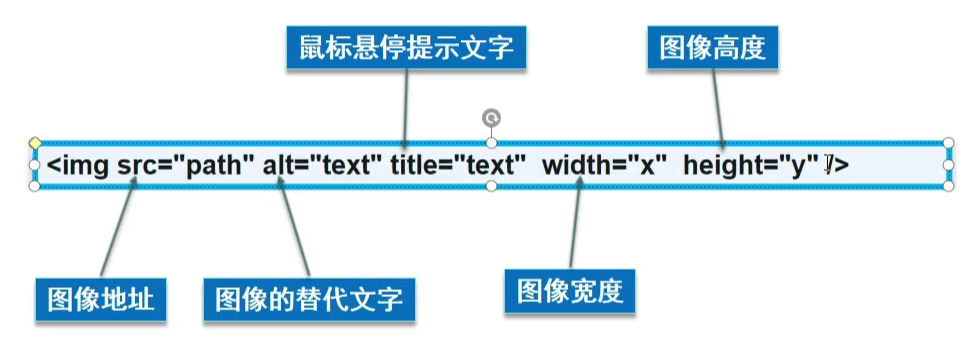 鼠标悬停提示文字
图像高度
<img src="path" alt="text" title="text"  width="x"  height="y" />
图像地址
图像的替代文字
图像宽度